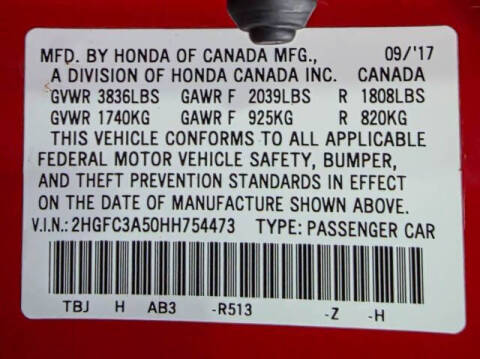 MFD. BY HONDA OF CANADA MFG., 09/'17
A DIVISION OF HONDA CANADA INC. CANADA
GVWR 3836LBS GAWR F 2039LBS R 1808LBS
GVWR 1740KG GAWR F 925KG R 820KG
THIS VEHICLE CONFORMS TO ALL APPLICABLE
FEDERAL MOTOR VEHICLE SAFETY, BUMPER,
AND THEFT PREVENTION STANDARDS IN EFFECT
ON THE DATE OF MANUFACTURE SHOWN ABOVE.
V.I.N.: 2HGFC3A50HH754473 TYPE: PASSENGER CAR
TBJ H AB3 -R513 -Z -H